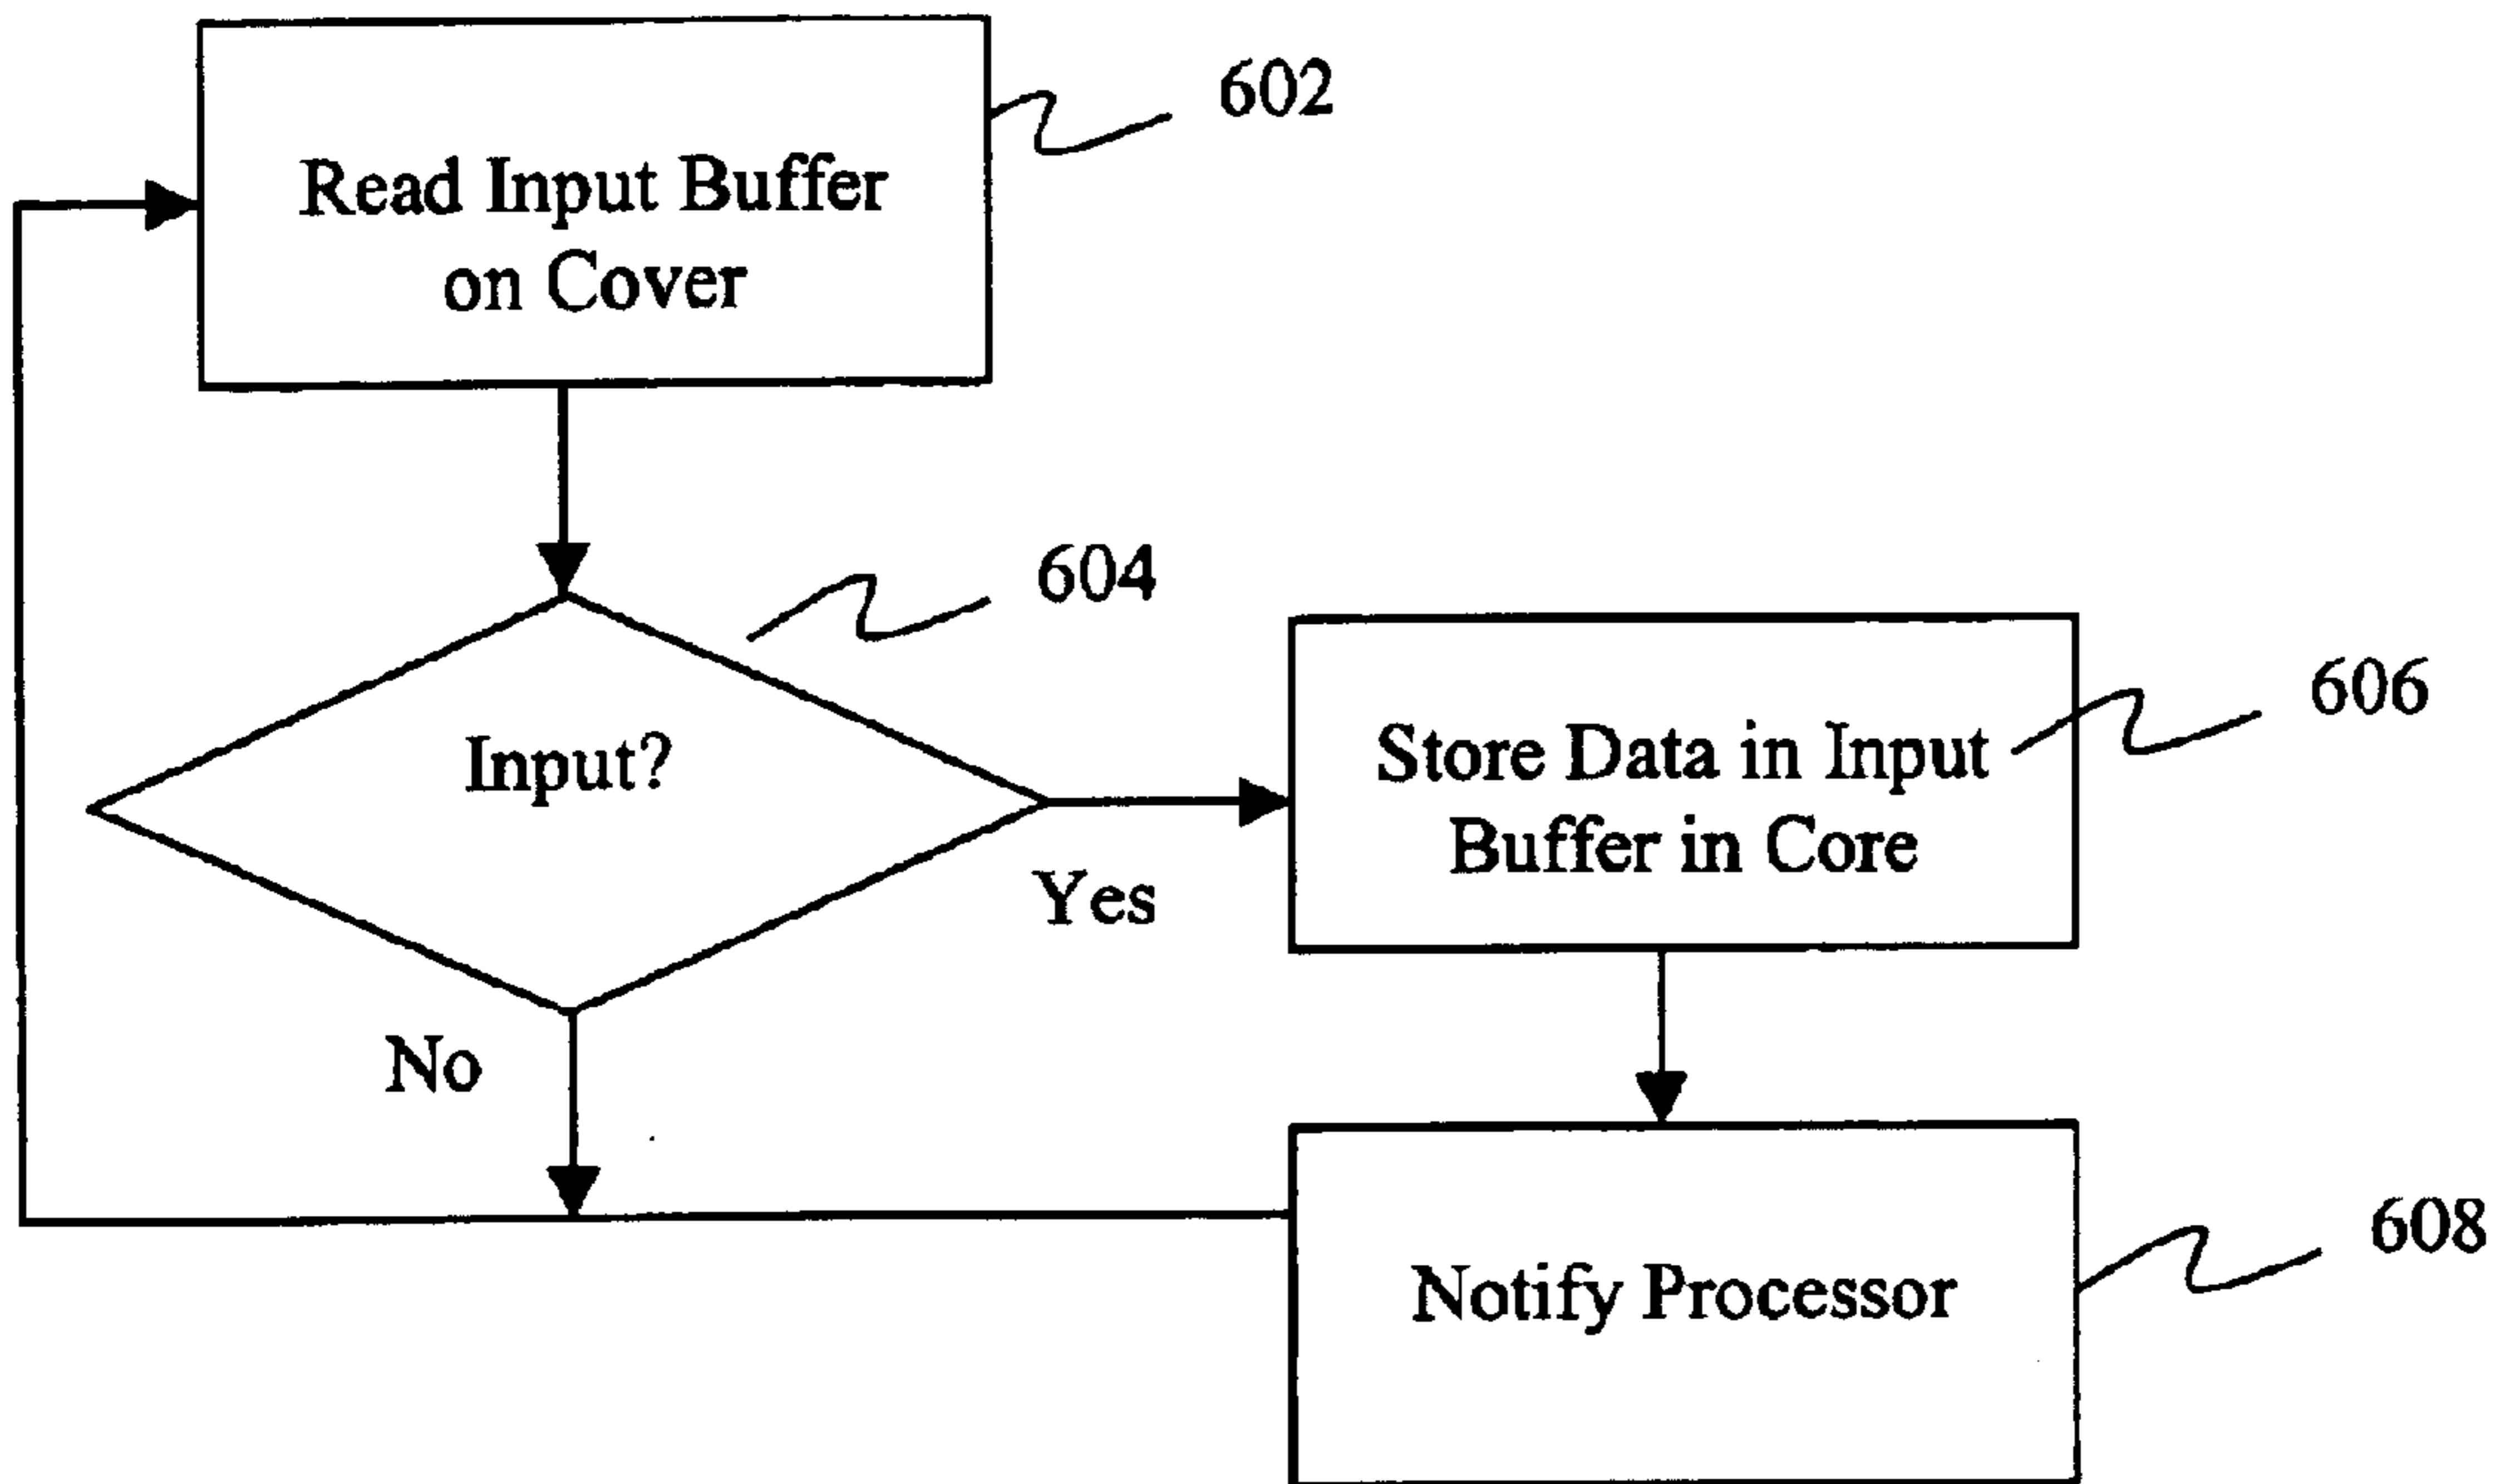 602
Read Input Buffer
on Cover
604
Input?
606
Store Data in Input
Buffer in Core
Yes
No
608
Notify Processor